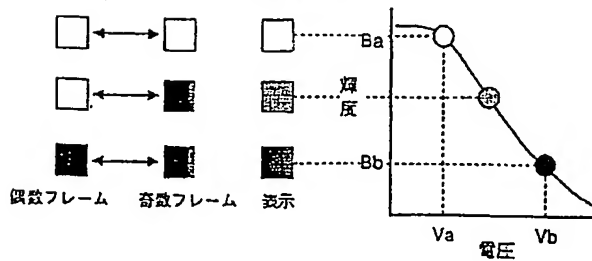 Ba
輝度
Bb
偶数フレーム 奇数フレーム 表示
Va Vb
電圧